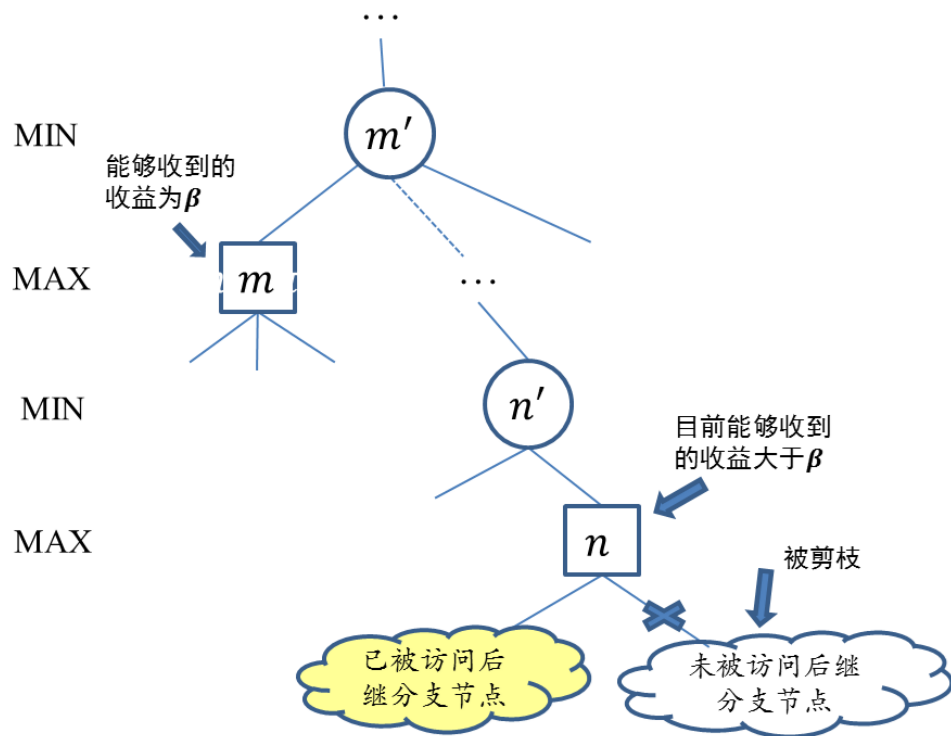 …
MIN
m′
能够收到的
收益为β
MAX
m
…
MIN
n′
目前能够收到
的收益大于β
MAX
n
被剪枝
已被访问后
继分支节点
未被访问后继
分支节点